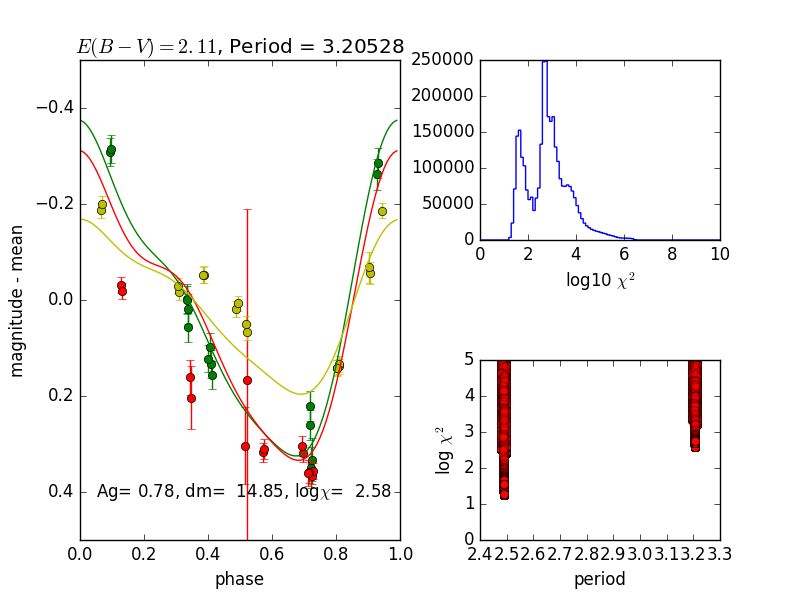 E(B−V)=2.11, Period = 3.20528
−0.4
−0.2
0.0
0.2
0.4
magnitude - mean
Ag= 0.78, dm= 14.85, logχ= 2.58
0.0 0.2 0.4 0.6 0.8 1.0
phase
250000
200000
150000
100000
50000
0
0 2 4 6 8 10
log10 χ²
5
4
3
2
1
0
log χ²
2.4 2.5 2.6 2.7 2.8 2.9 3.0 3.1 3.2 3.3
period